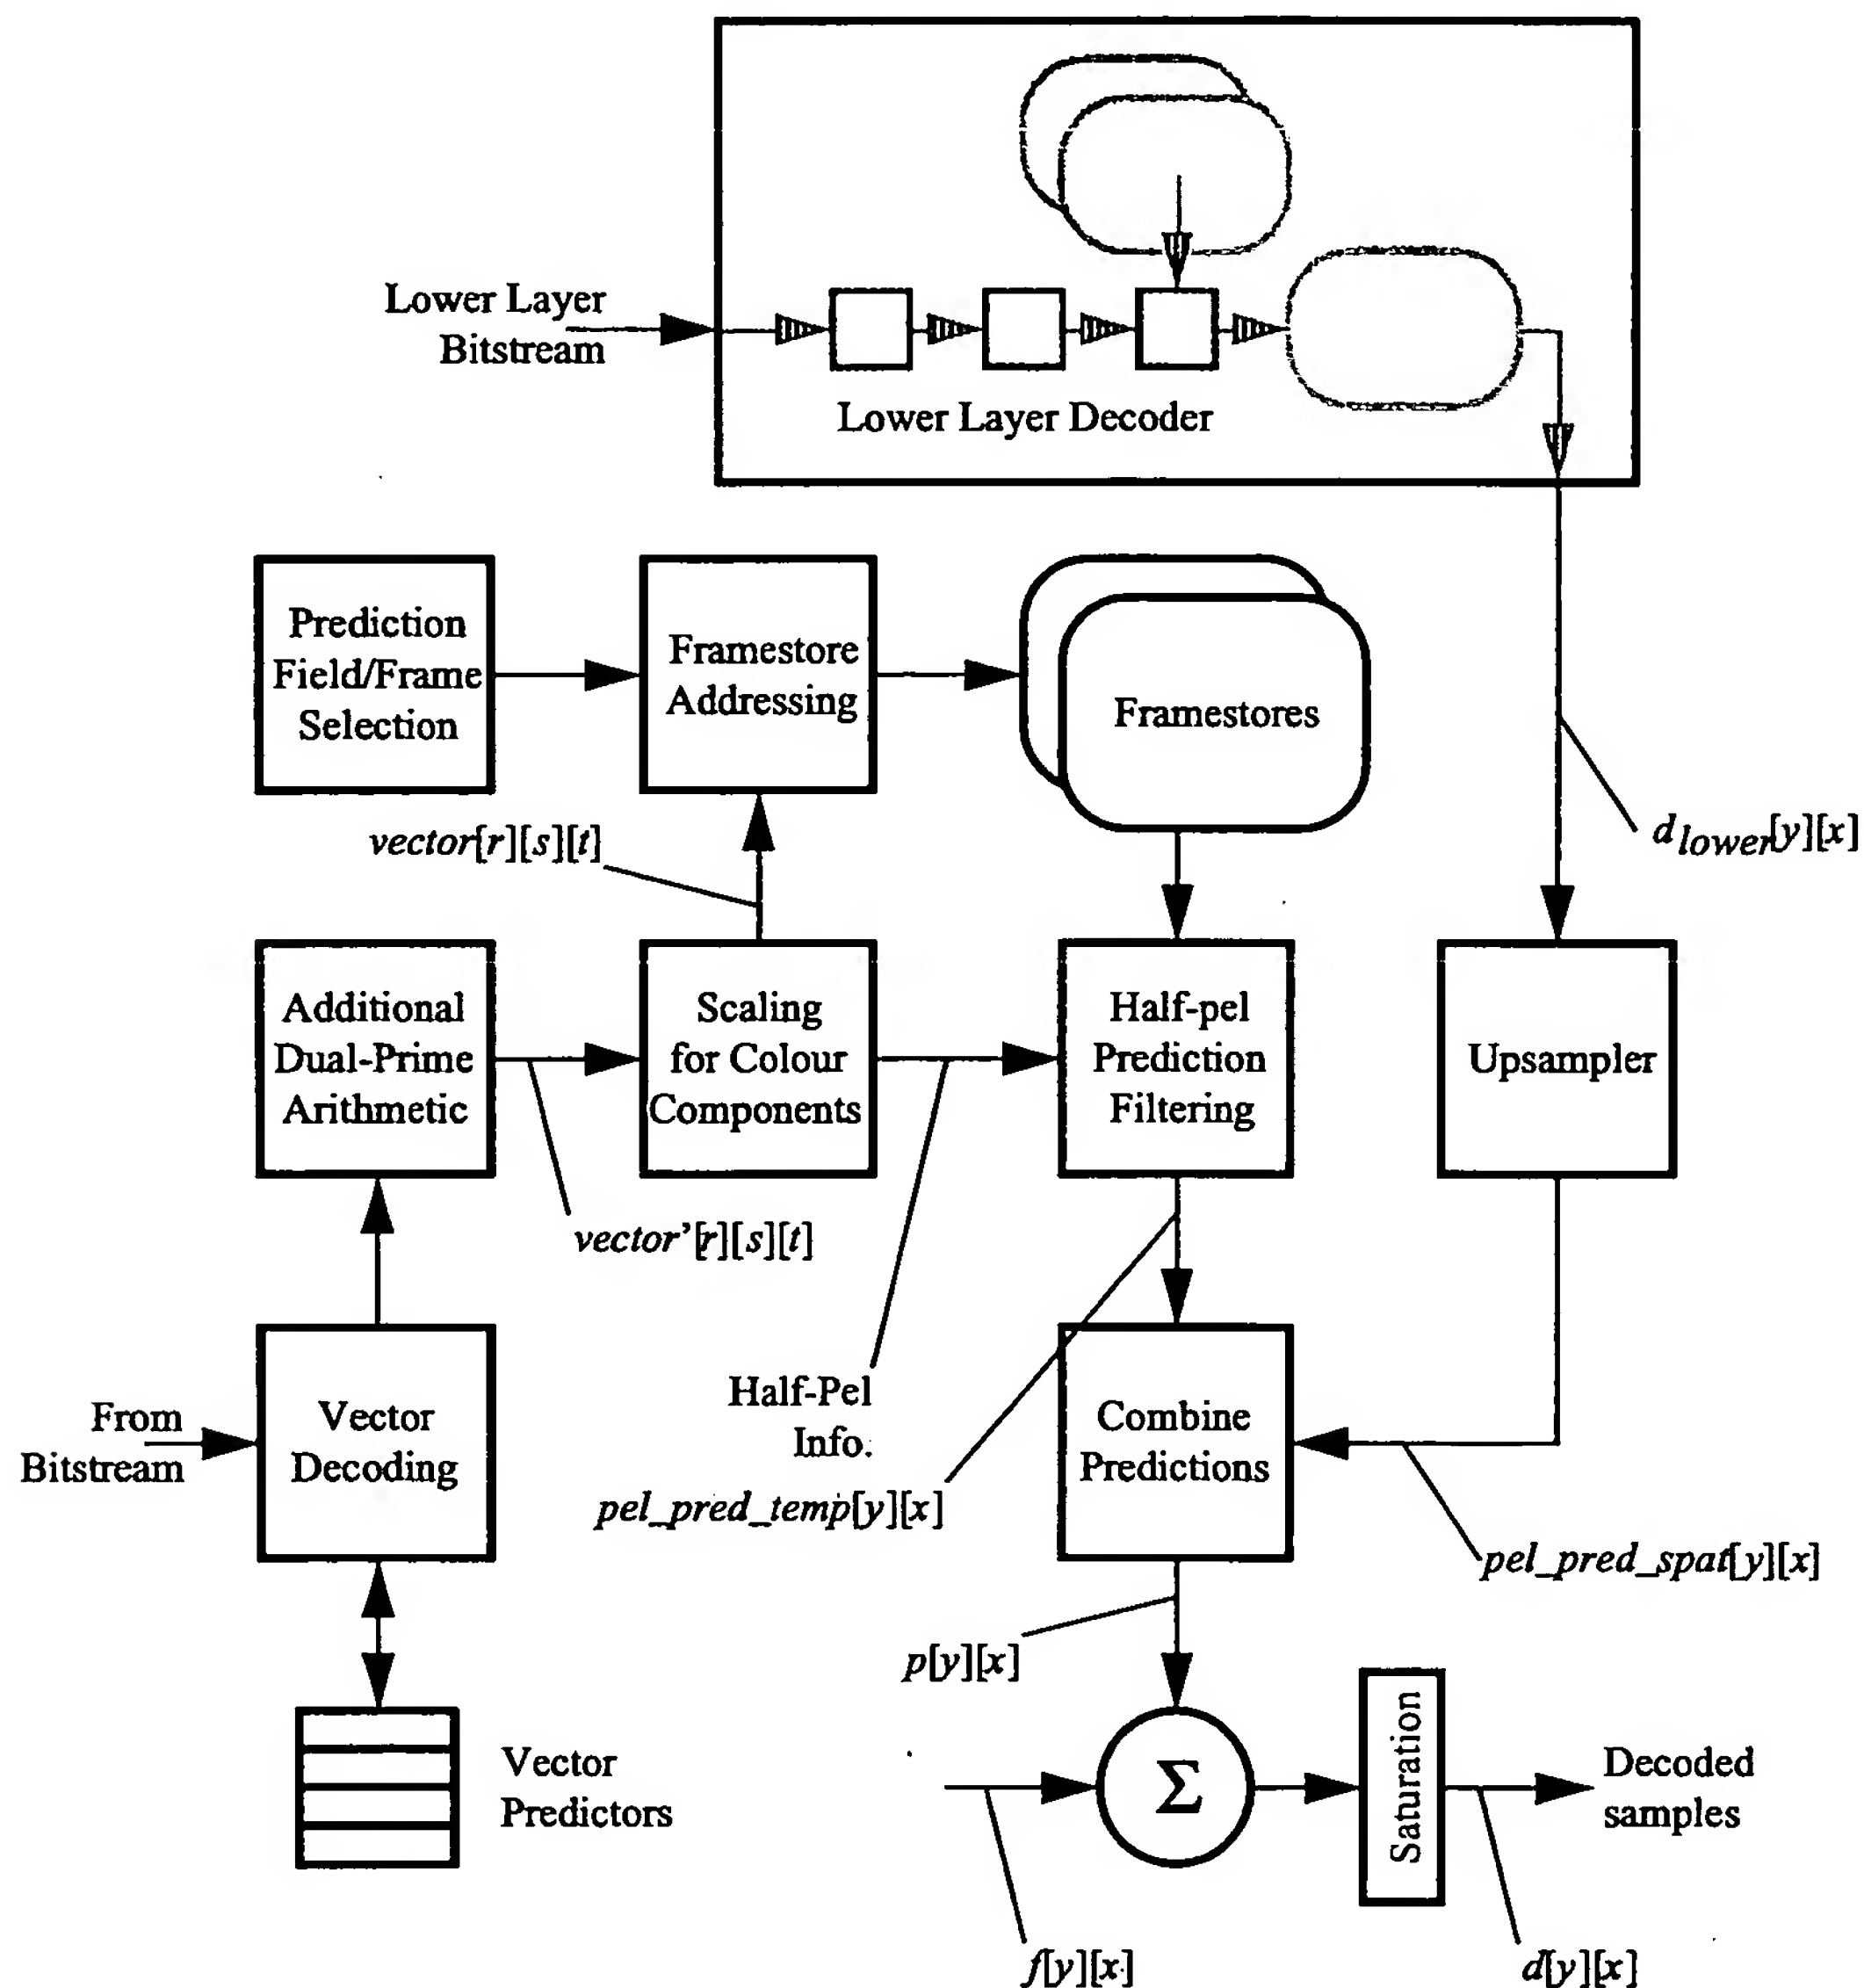 Lower Layer
Bitstream
Lower Layer Decoder
Prediction
Field/Frame
Selection
Framestore
Addressing
Framestores
vector[r][s][t]
d lower[y][x]
Additional
Dual-Prime
Arithmetic
Scaling
for Colour
Components
Half-pel
Prediction
Filtering
Upsampler
vector'[r][s][t]
Half-Pel
Info.
From
Bitstream
Vector
Decoding
Combine
Predictions
pel_pred_temp[y][x]
pel_pred_spat[y][x]
p[y][x]
Vector
Predictors
Σ
Saturation
Decoded
samples
f[y][x]
d[y][x]